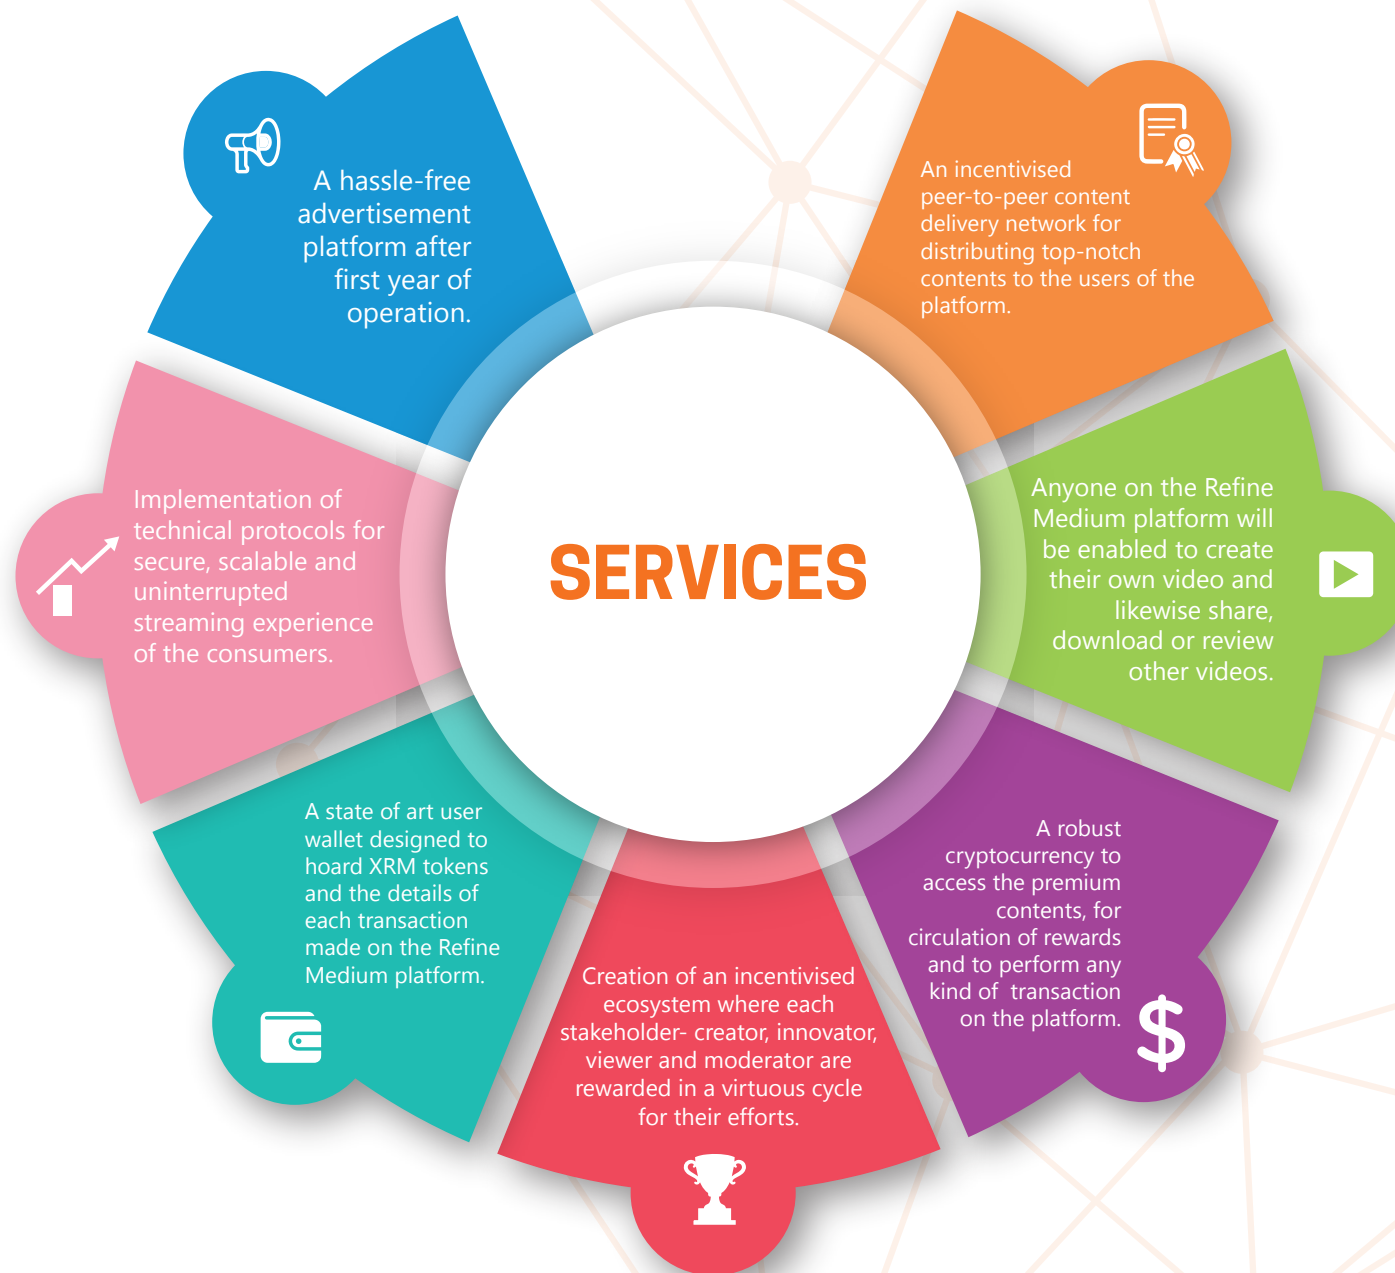 A hassle-free
advertisement
platform after
first year of
operation.
An incentivised
peer-to-peer content
delivery network for
distributing top-notch
contents to the users of the
platform.
Implementation of
technical protocols for
secure, scalable and
uninterrupted
streaming experience
of the consumers.
SERVICES
Anyone on the Refine
Medium platform will
be enabled to create
their own video and
likewise share,
download or review
other videos.
A state of art user
wallet designed to
hoard XRM tokens
and the details of
each transaction
made on the Refine
Medium platform.
Creation of an incentivised
ecosystem where each
stakeholder- creator, innovator,
viewer and moderator are
rewarded in a virtuous cycle
for their efforts.
A robust
cryptocurrency to
access the premium
contents, for
circulation of rewards
and to perform any
kind of  transaction
on the platform.
$